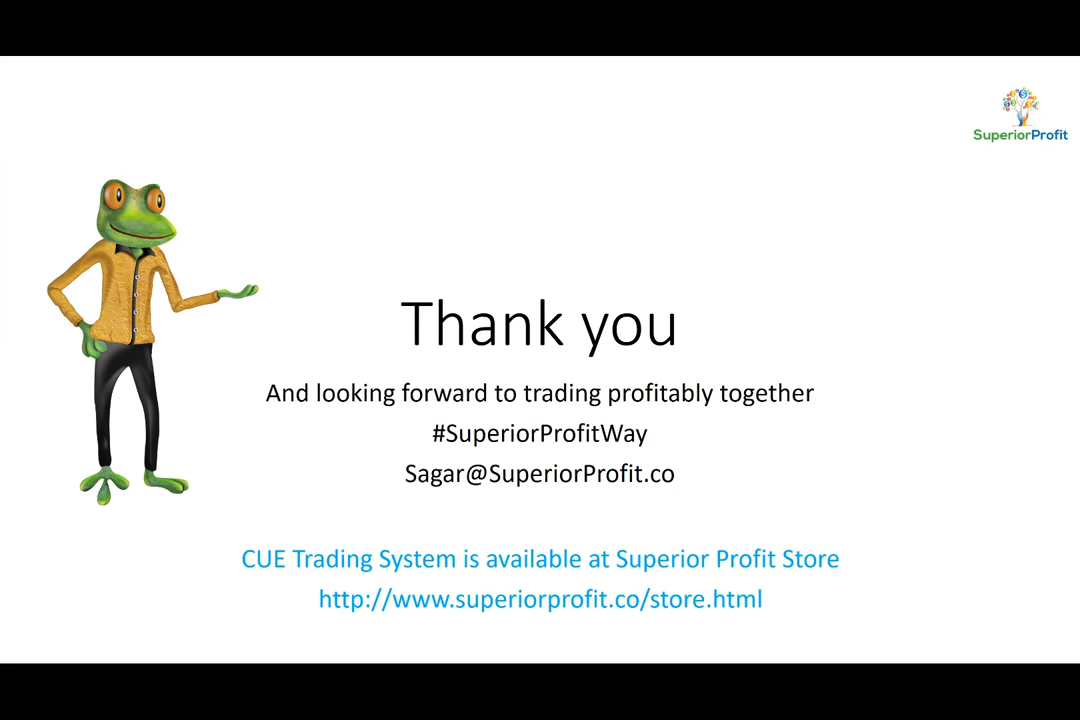 SuperiorProfit
Thank you
And looking forward to trading profitably together
#SuperiorProfitWay
Sagar@SuperiorProfit.co
CUE Trading System is available at Superior Profit Store
http://www.superiorprofit.co/store.html